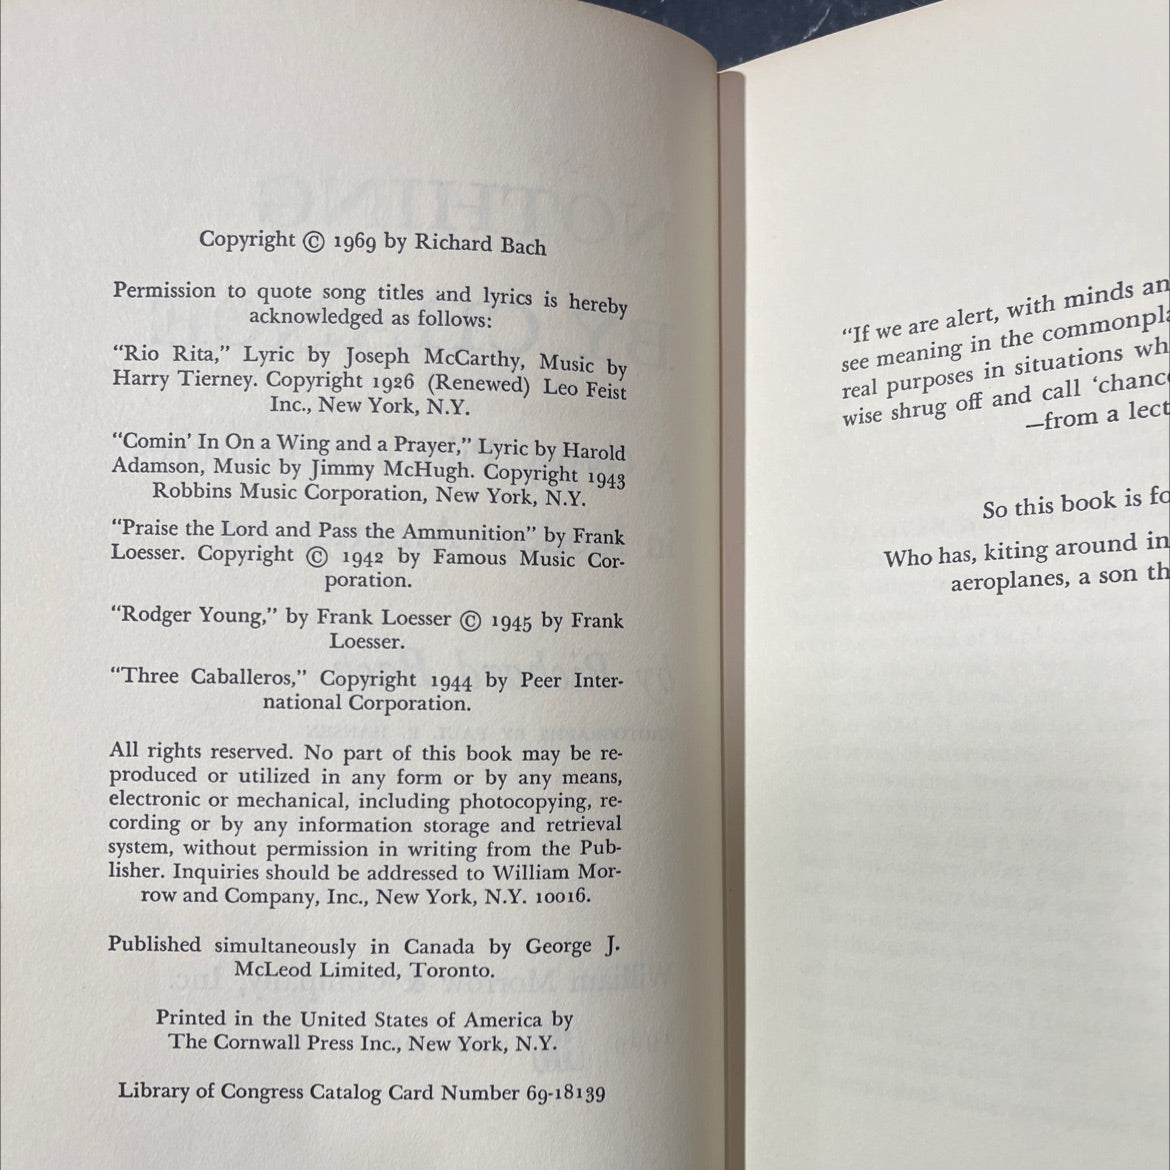 Copyright © 1969 by Richard Bach
Permission to quote song titles and lyrics is hereby
acknowledged as follows:
“Rio Rita,” Lyric by Joseph McCarthy, Music by
Harry Tierney. Copyright 1926 (Renewed) Leo Feist
Inc., New York, N.Y.
“Comin’ In On a Wing and a Prayer,” Lyric by Harold
Adamson, Music by Jimmy McHugh. Copyright 1943
Robbins Music Corporation, New York, N.Y.
“Praise the Lord and Pass the Ammunition” by Frank
Loesser. Copyright © 1942 by Famous Music Cor-
poration.
“Rodger Young,” by Frank Loesser © 1945 by Frank
Loesser.
“Three Caballeros,” Copyright 1944 by Peer Inter-
national Corporation.
All rights reserved. No part of this book may be re-
produced or utilized in any form or by any means,
electronic or mechanical, including photocopying, re-
cording or by any information storage and retrieval
system, without permission in writing from the Pub-
lisher. Inquiries should be addressed to William Mor-
row and Company, Inc., New York, N.Y. 10016.
Published simultaneously in Canada by George J.
McLeod Limited, Toronto.
Printed in the United States of America by
The Cornwall Press Inc., New York, N.Y.
Library of Congress Catalog Card Number 69-18139
“If we are alert, with minds an
see meaning in the commonpla
real purposes in situations wh
wise shrug off and call ‘chance
—from a lect
So this book is fo
Who has, kiting around in
aeroplanes, a son th